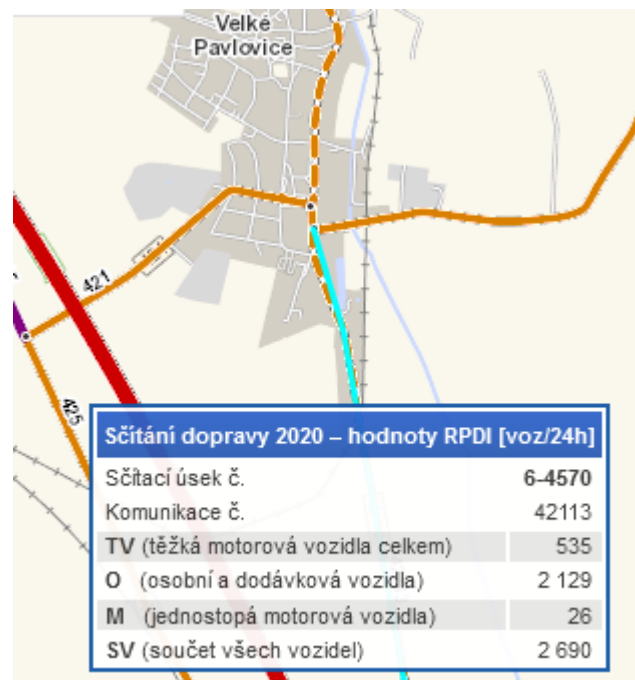 Velké
Pavlovice
421
425
Sčítání dopravy 2020 – hodnoty RPDI [voz/24h]
Sčítací úsek č. 6-4570
Komunikace č. 42113
TV (těžká motorová vozidla celkem) 535
O (osobní a dodávková vozidla) 2 129
M (jednostopá motorová vozidla) 26
SV (součet všech vozidel) 2 690